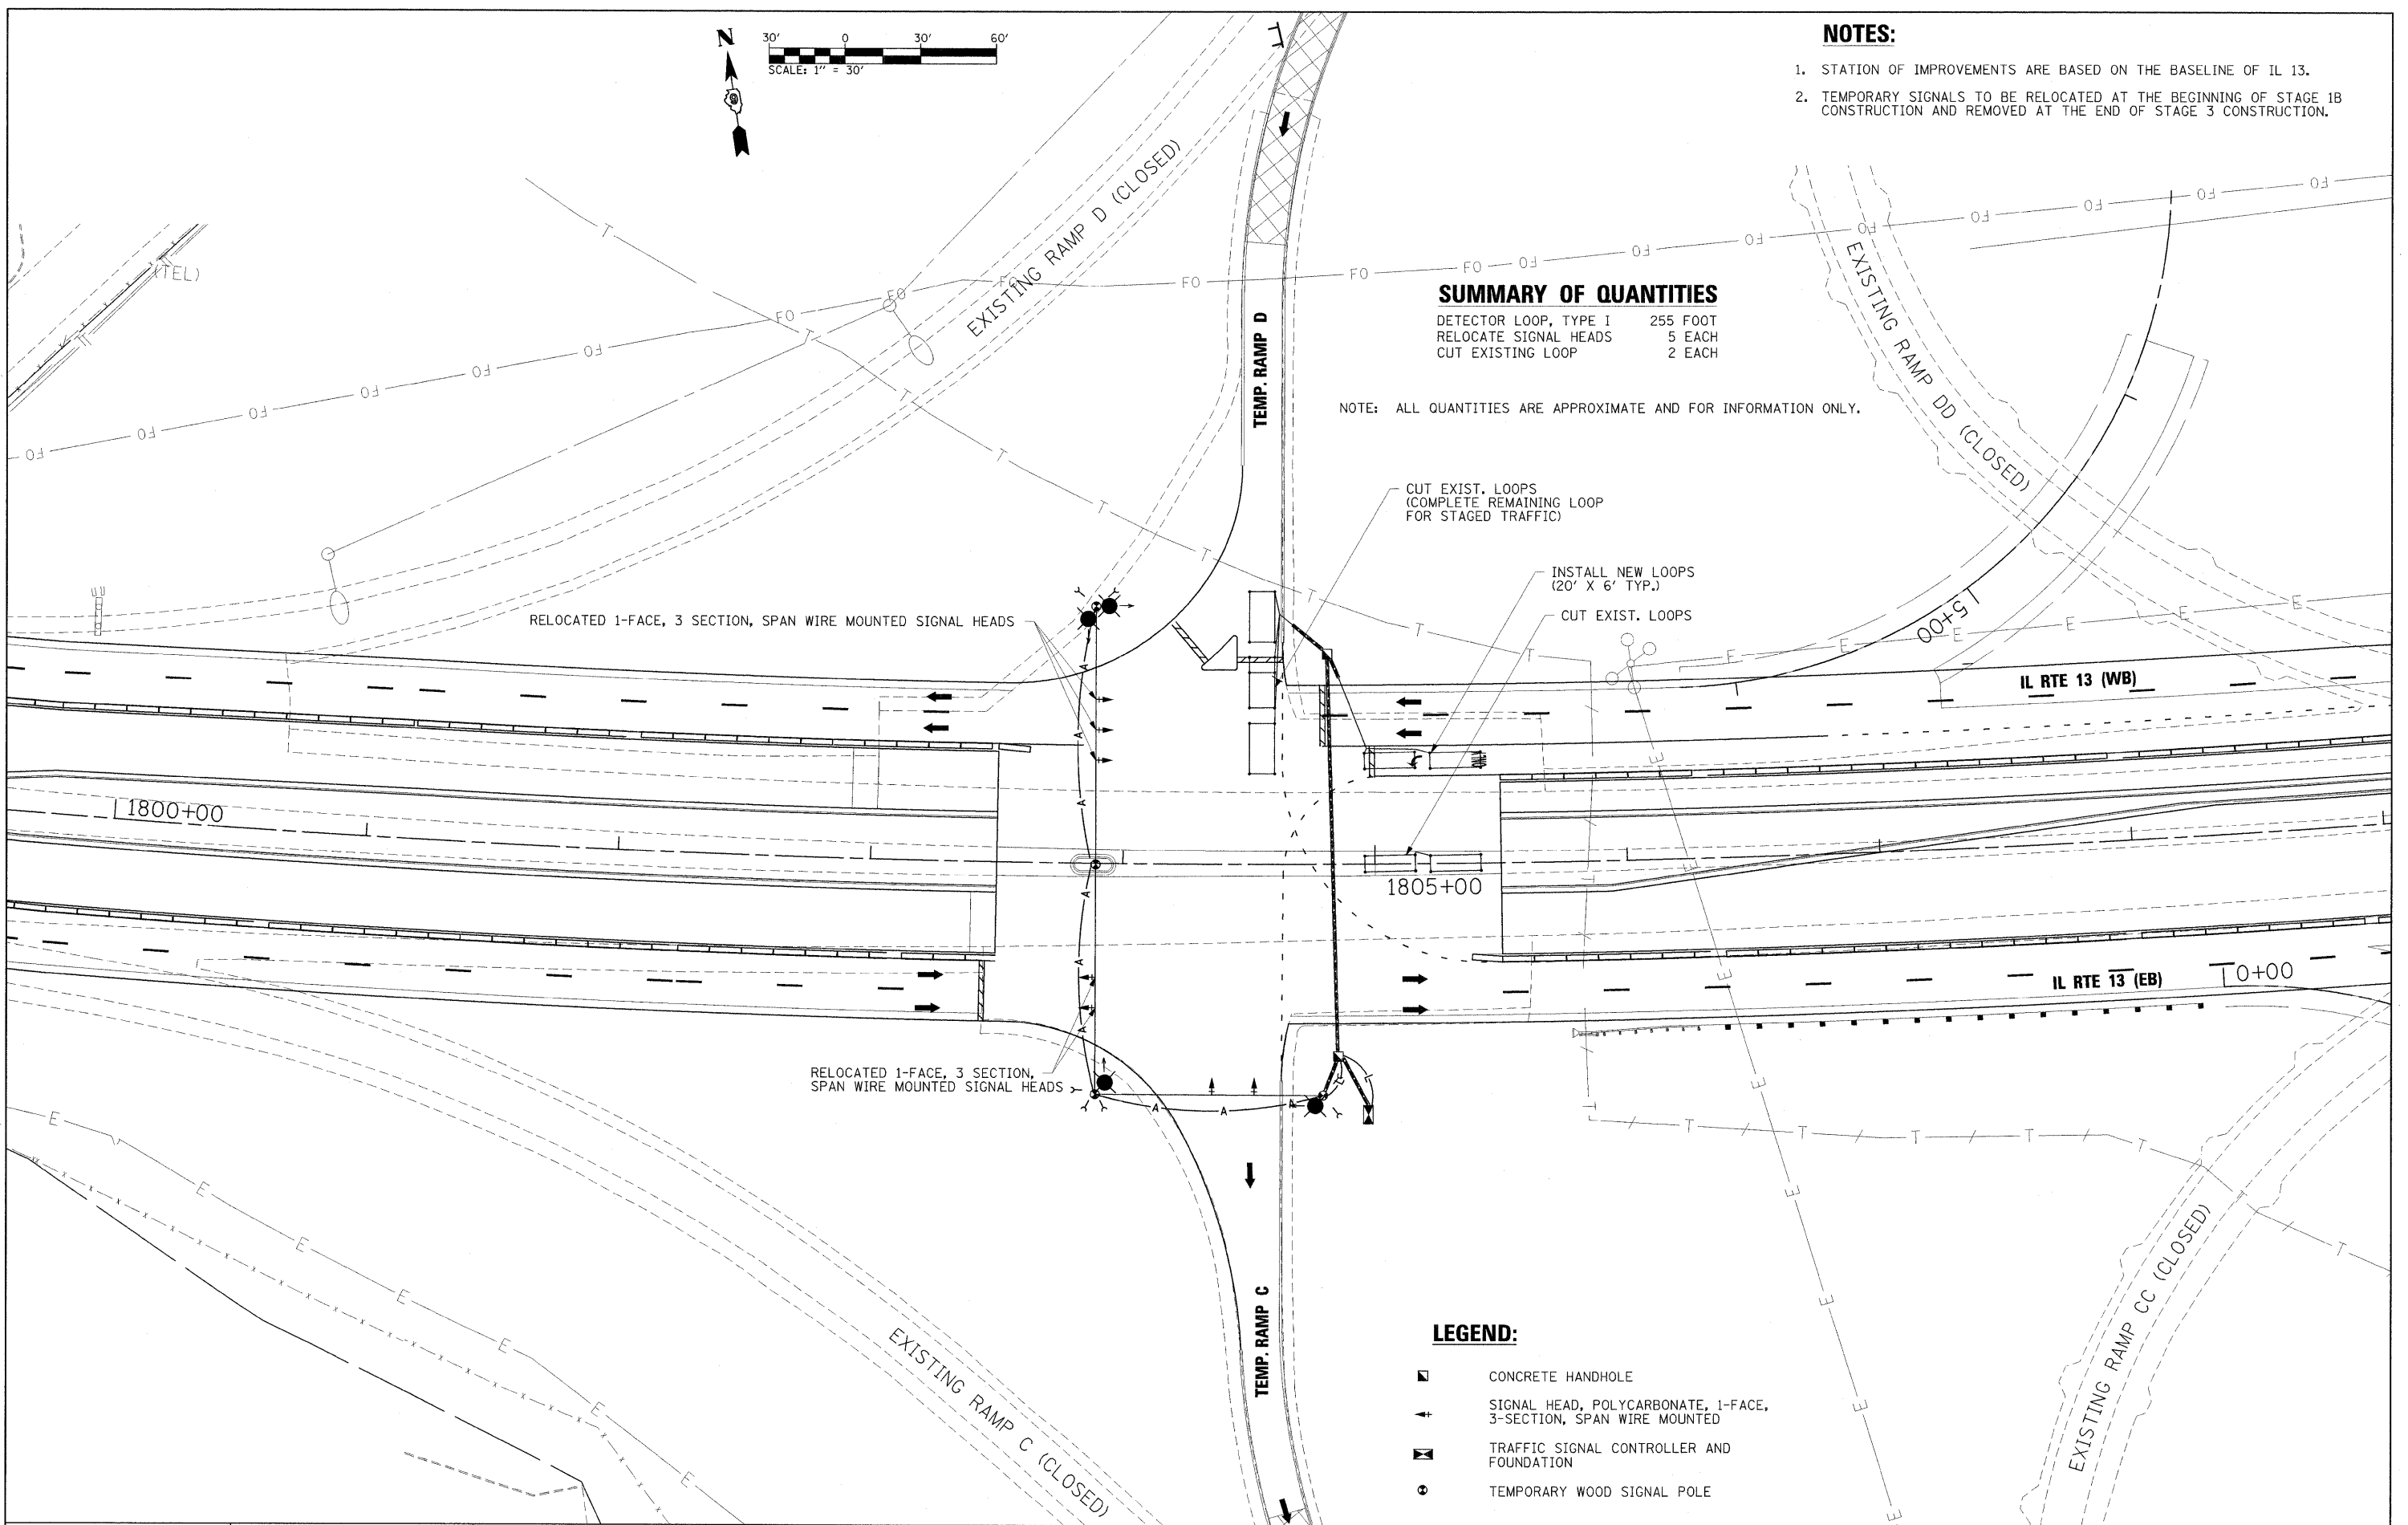 N
30' 0 30' 60'
SCALE: 1" = 30'
NOTES:
1. STATION OF IMPROVEMENTS ARE BASED ON THE BASELINE OF IL 13.
2. TEMPORARY SIGNALS TO BE RELOCATED AT THE BEGINNING OF STAGE 1B
CONSTRUCTION AND REMOVED AT THE END OF STAGE 3 CONSTRUCTION.
(TEL)
EXISTING RAMP D (CLOSED)
TEMP. RAMP D
EXISTING RAMP DD (CLOSED)
SUMMARY OF QUANTITIES
DETECTOR LOOP, TYPE I 255 FOOT
RELOCATE SIGNAL HEADS 5 EACH
CUT EXISTING LOOP 2 EACH
NOTE: ALL QUANTITIES ARE APPROXIMATE AND FOR INFORMATION ONLY.
CUT EXIST. LOOPS
(COMPLETE REMAINING LOOP
FOR STAGED TRAFFIC)
INSTALL NEW LOOPS
(20' X 6' TYP.)
CUT EXIST. LOOPS
RELOCATED 1-FACE, 3 SECTION, SPAN WIRE MOUNTED SIGNAL HEADS
15+00
IL RTE 13 (WB)
1800+00
1805+00
IL RTE 13 (EB)
0+00
RELOCATED 1-FACE, 3 SECTION,
SPAN WIRE MOUNTED SIGNAL HEADS
EXISTING RAMP C (CLOSED)
TEMP. RAMP C
EXISTING RAMP CC (CLOSED)
LEGEND:
CONCRETE HANDHOLE
SIGNAL HEAD, POLYCARBONATE, 1-FACE,
3-SECTION, SPAN WIRE MOUNTED
TRAFFIC SIGNAL CONTROLLER AND
FOUNDATION
TEMPORARY WOOD SIGNAL POLE